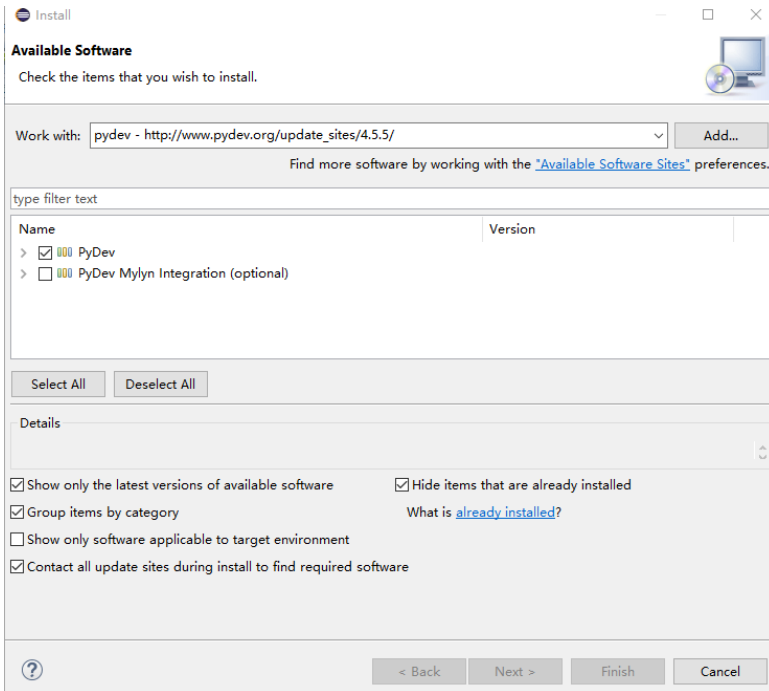 Install
Available Software
Check the items that you wish to install.
Work with: pydev - http://www.pydev.org/update_sites/4.5.5/ Add...
Find more software by working with the "Available Software Sites" preferences.
type filter text
Name Version
PyDev
PyDev Mylyn Integration (optional)
Select All Deselect All
Details
Show only the latest versions of available software Hide items that are already installed
Group items by category What is already installed?
Show only software applicable to target environment
Contact all update sites during install to find required software
? < Back Next > Finish Cancel